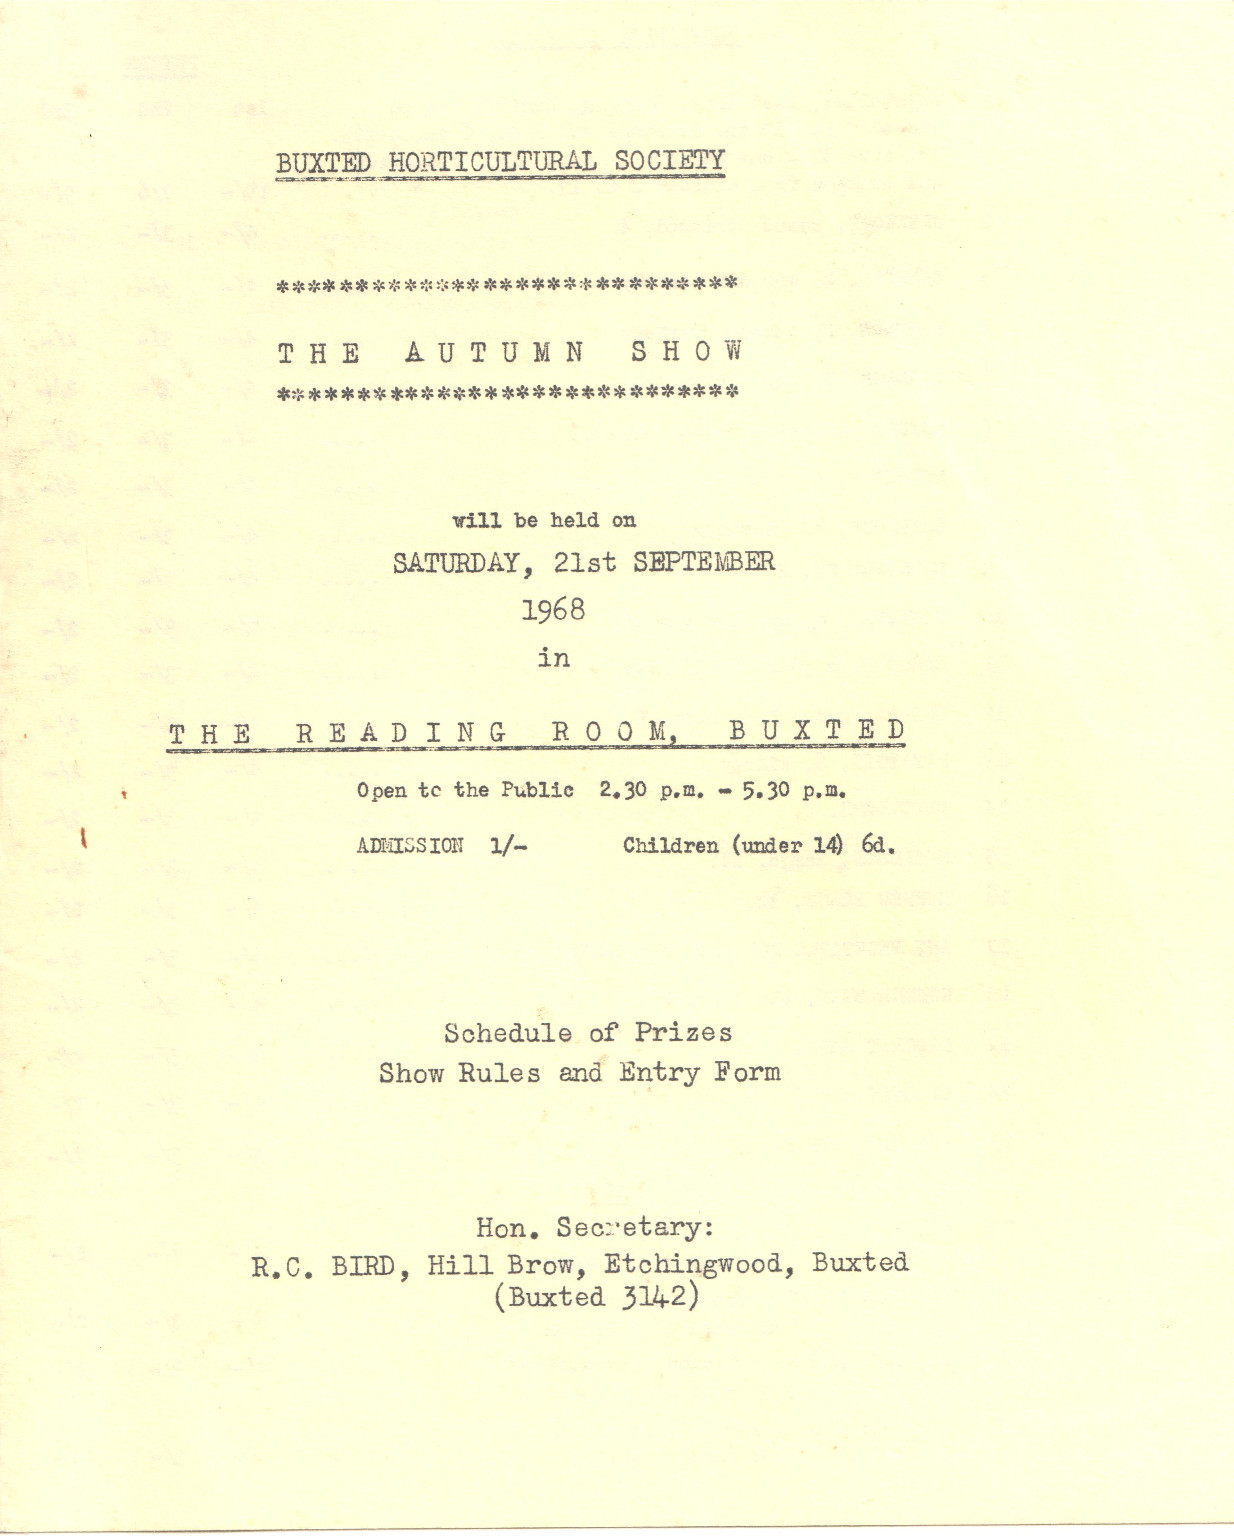 BUXTED HORTICULTURAL SOCIETY
*****************************
THE AUTUMN SHOW
*****************************
will be held on
SATURDAY, 21st SEPTEMBER
1968
in
THE READING ROOM, BUXTED
Open to the Public 2.30 p.m. - 5.30 p.m.
ADMISSION 1/- Children (under 14) 6d.
Schedule of Prizes
Show Rules and Entry Form
Hon. Secretary:
R.C. BIRD, Hill Brow, Etchingwood, Buxted
(Buxted 3142)